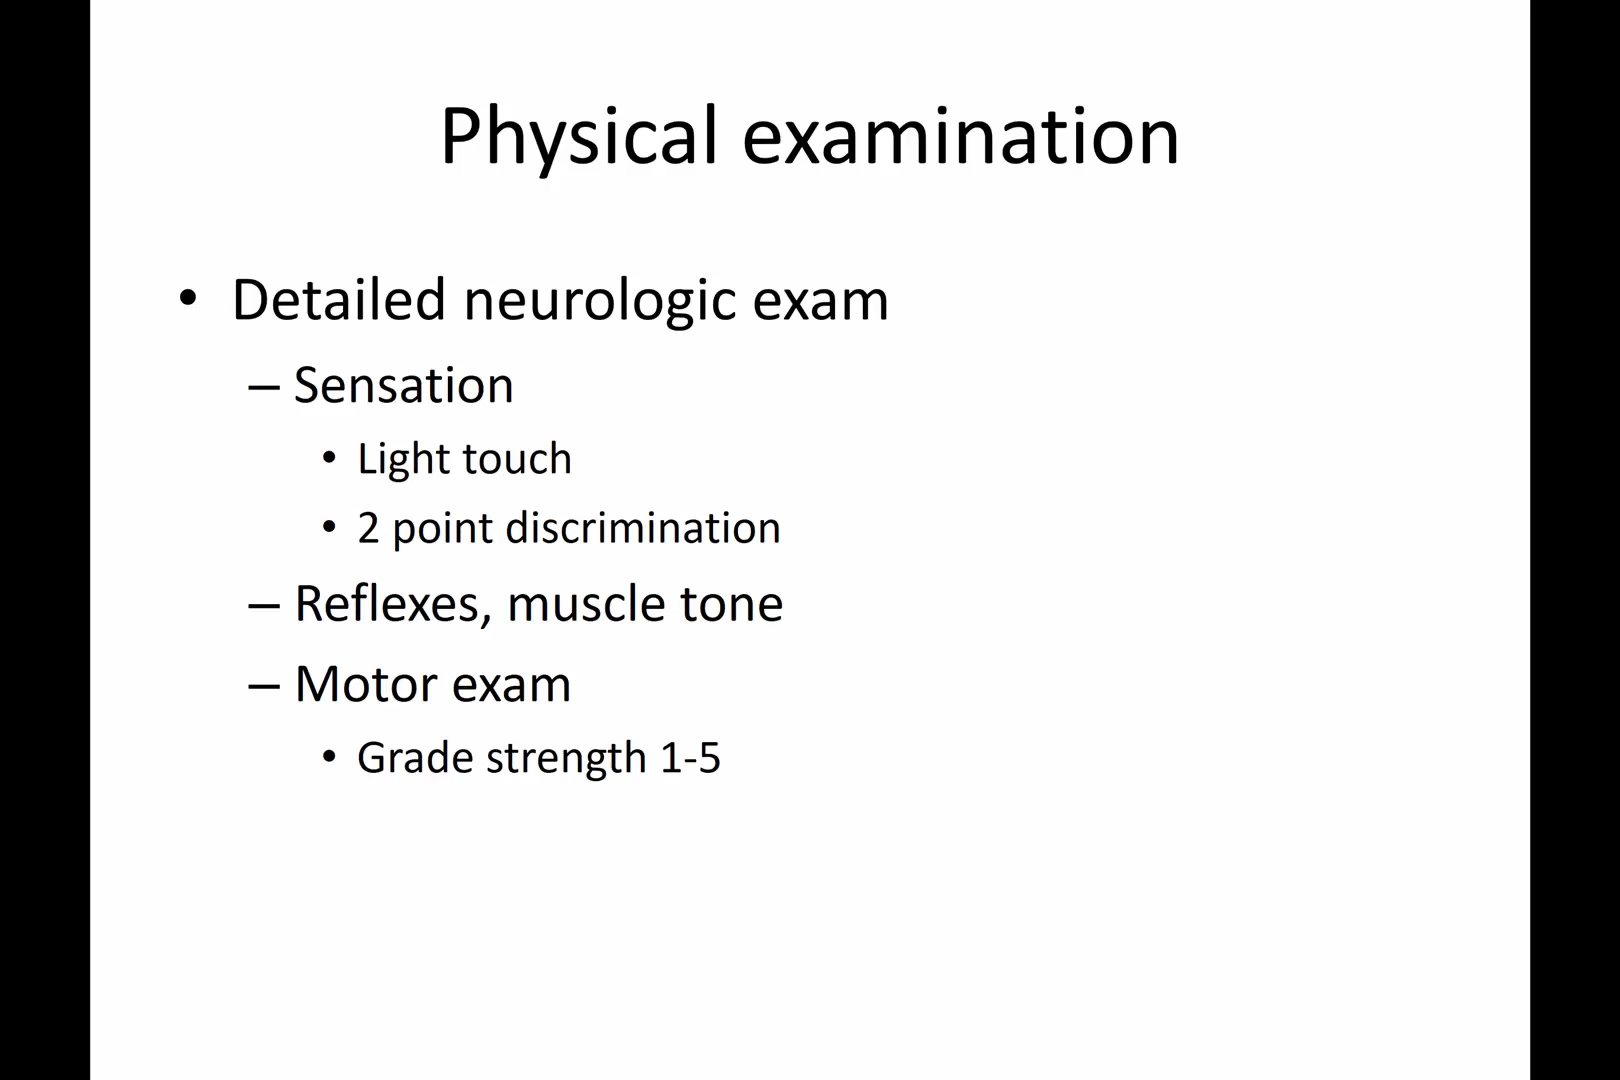 Physical examination
• Detailed neurologic exam
– Sensation
• Light touch
• 2 point discrimination
– Reflexes, muscle tone
– Motor exam
• Grade strength 1-5